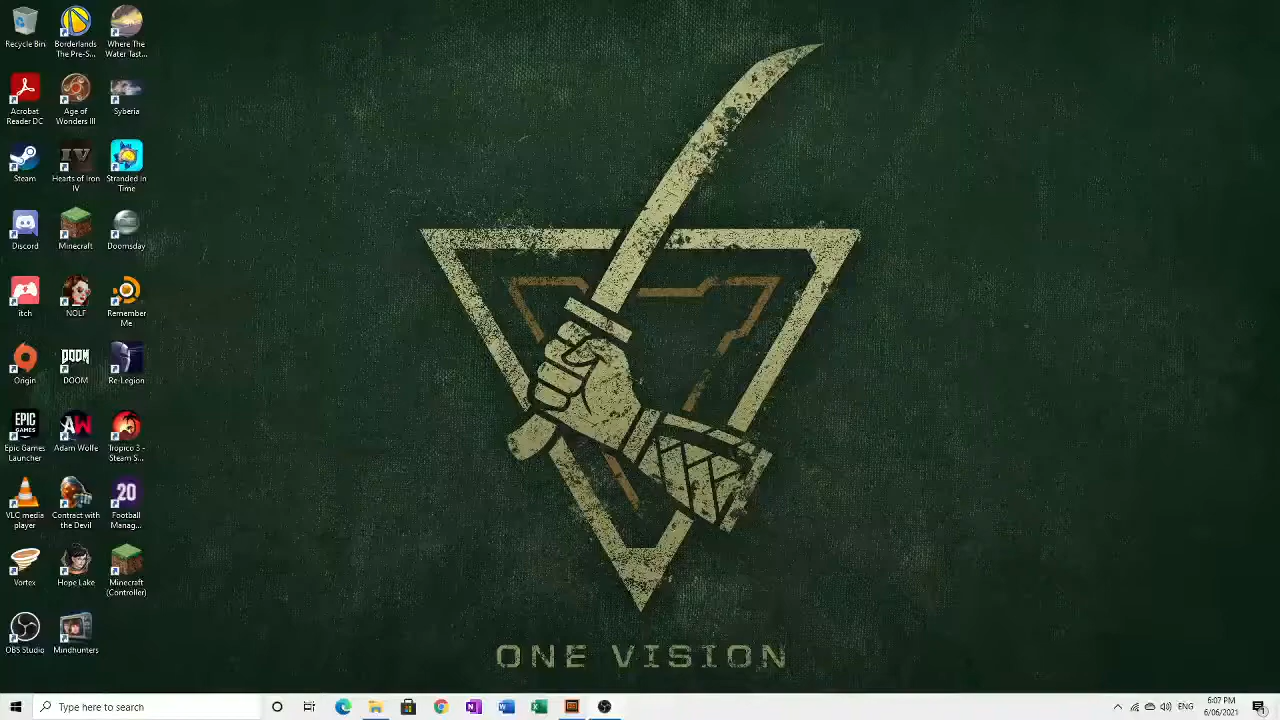 Recycle Bin
Borderlands
The Pre-S...
Where The
Water Tast...
Acrobat
Reader DC
Age of
Wonders III
Syberia
Steam
Hearts of Iron
IV
Stranded In
Time
Discord
Minecraft
Doomsday
itch
NOLF
Remember
Me
Origin
DOOM
DOOM
Re-Legion
EPIC
GAMES
Epic Games
Launcher
AW
Adam Wolfe
Tropico 3 -
Steam S...
VLC media
player
Contract with
the Devil
20
Football
Manag...
Vortex
Hope Lake
Minecraft
(Controller)
OBS Studio
Mindhunters
ONE VISION
Type here to search
ENG
6:07 PM
6/06/2021